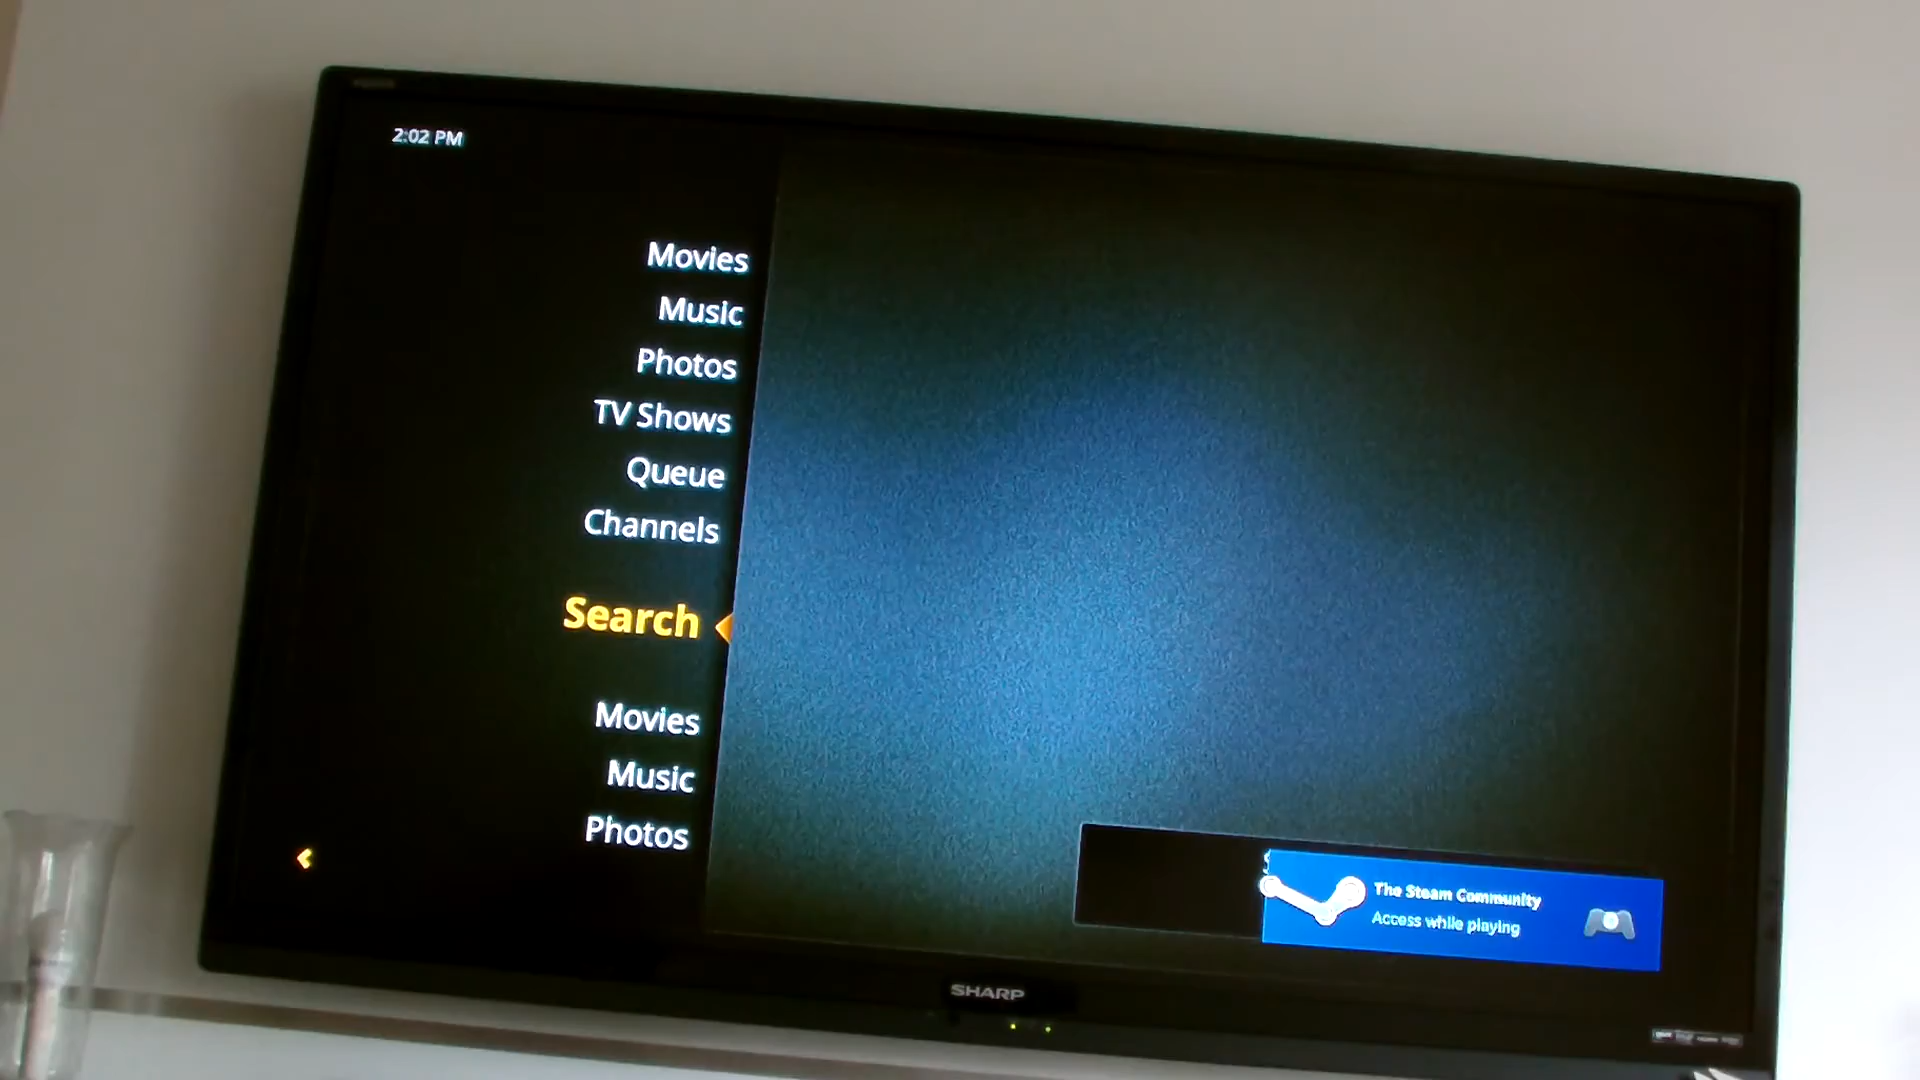 2:02 PM
Movies
Music
Photos
TV Shows
Queue
Channels
Search
Movies
Music
Photos
The Steam Community
Access while playing
SHARP